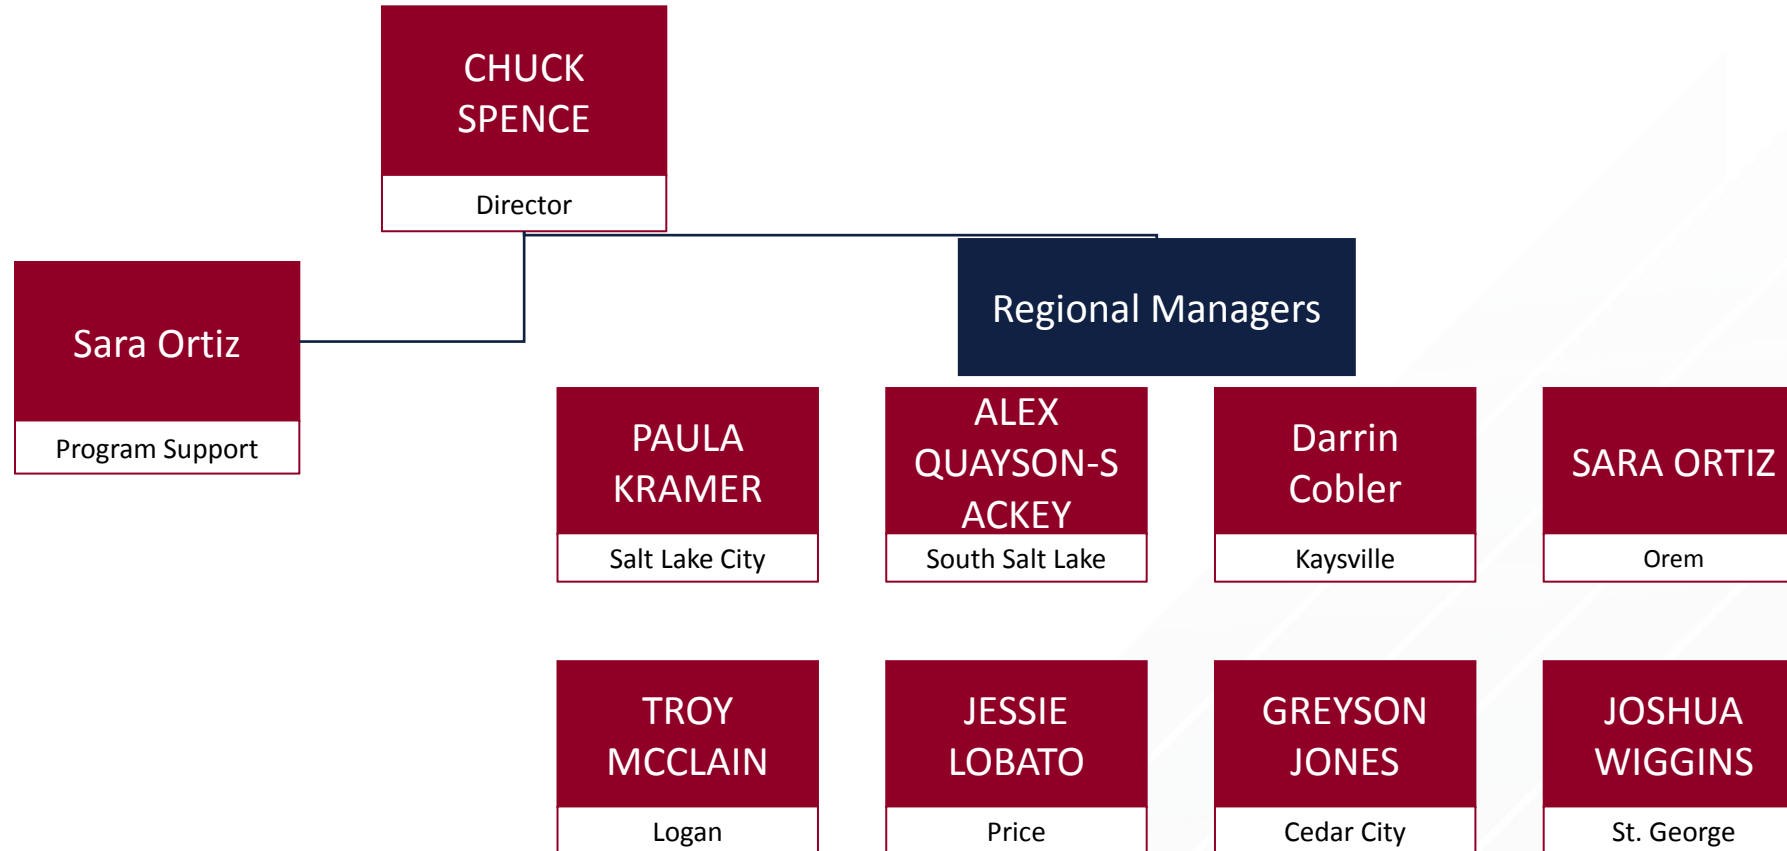 CHUCK
SPENCE
Director
Sara Ortiz
Program Support
Regional Managers
PAULA
KRAMER
Salt Lake City
ALEX
QUAYSON-S
ACKEY
South Salt Lake
Darrin
Cobler
Kaysville
SARA ORTIZ
Orem
TROY
MCCLAIN
Logan
JESSIE
LOBATO
Price
GREYSON
JONES
Cedar City
JOSHUA
WIGGINS
St. George